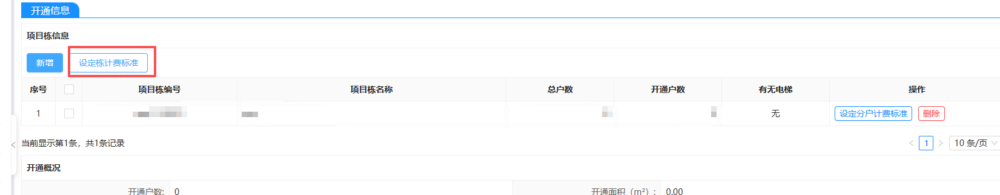 开通信息
项目栋信息
新增 设定栋计费标准
序号 项目栋编号 项目栋名称 总户数 开通户数 有无电梯 操作
1 无 设定分户计费标准 删除
当前显示第1条，共1条记录 < 1 > 10 条/页
开通概况
开通户数: 0 开通面积（m²）: 0.00